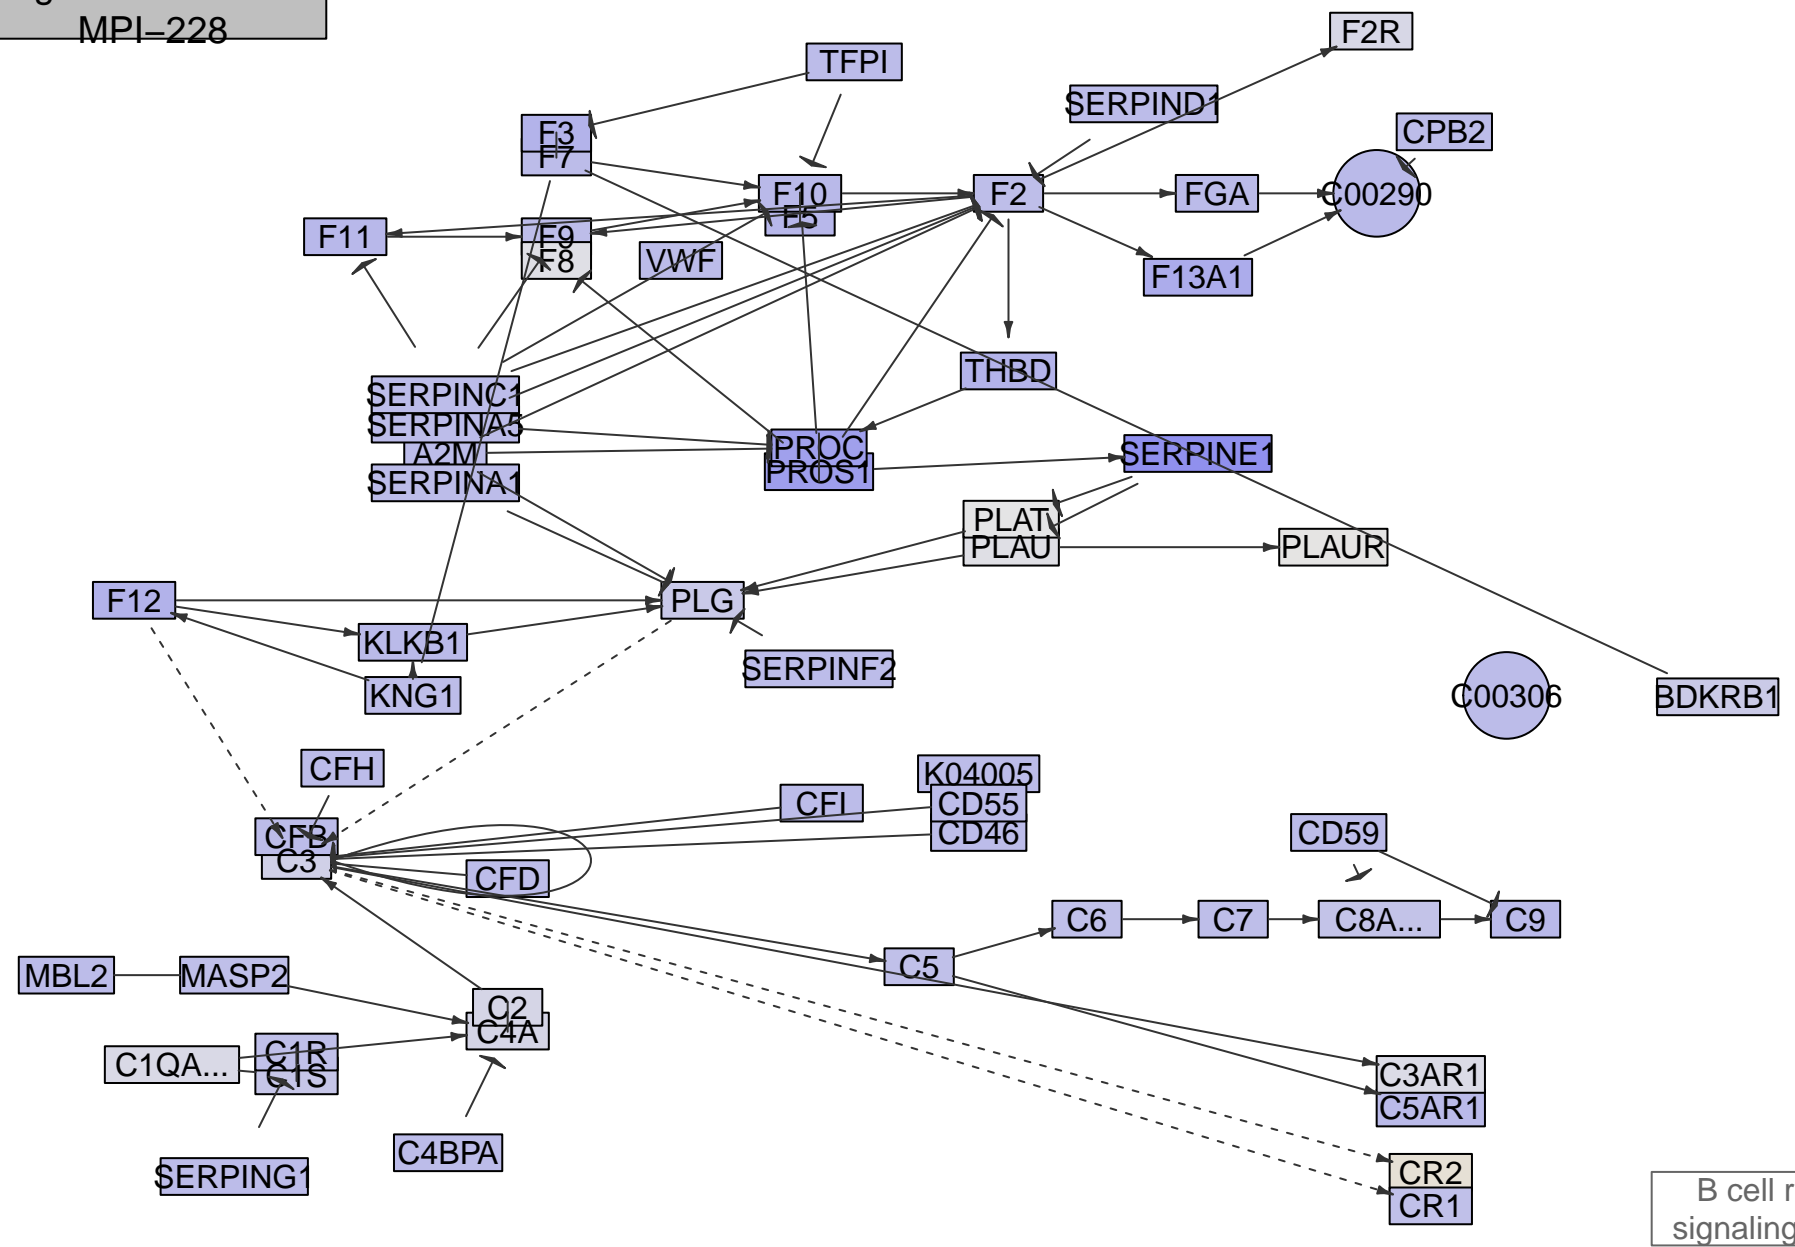 MPI−228
F2R
TFPI
SERPIND1
CPB2
F3
F7
F10
F5
F2
FGA
C00290
F11
F9
F8
VWF
F13A1
SERPINC1
SERPINA5
A2M
SERPINA1
THBD
PROC
PROS1
SERPINE1
PLAT
PLAU
PLAUR
F12
PLG
KLKB1
KNG1
SERPINF2
C00306
BDKRB1
CFH
K04005
CD55
CD46
CFI
CFB
C3
CFD
CD59
C6
C7
C8A...
C9
C5
MBL2
MASP2
C2
C4A
C1QA...
C1R
C1S
C3AR1
C5AR1
C4BPA
SERPING1
CR2
CR1
B cell r
signaling